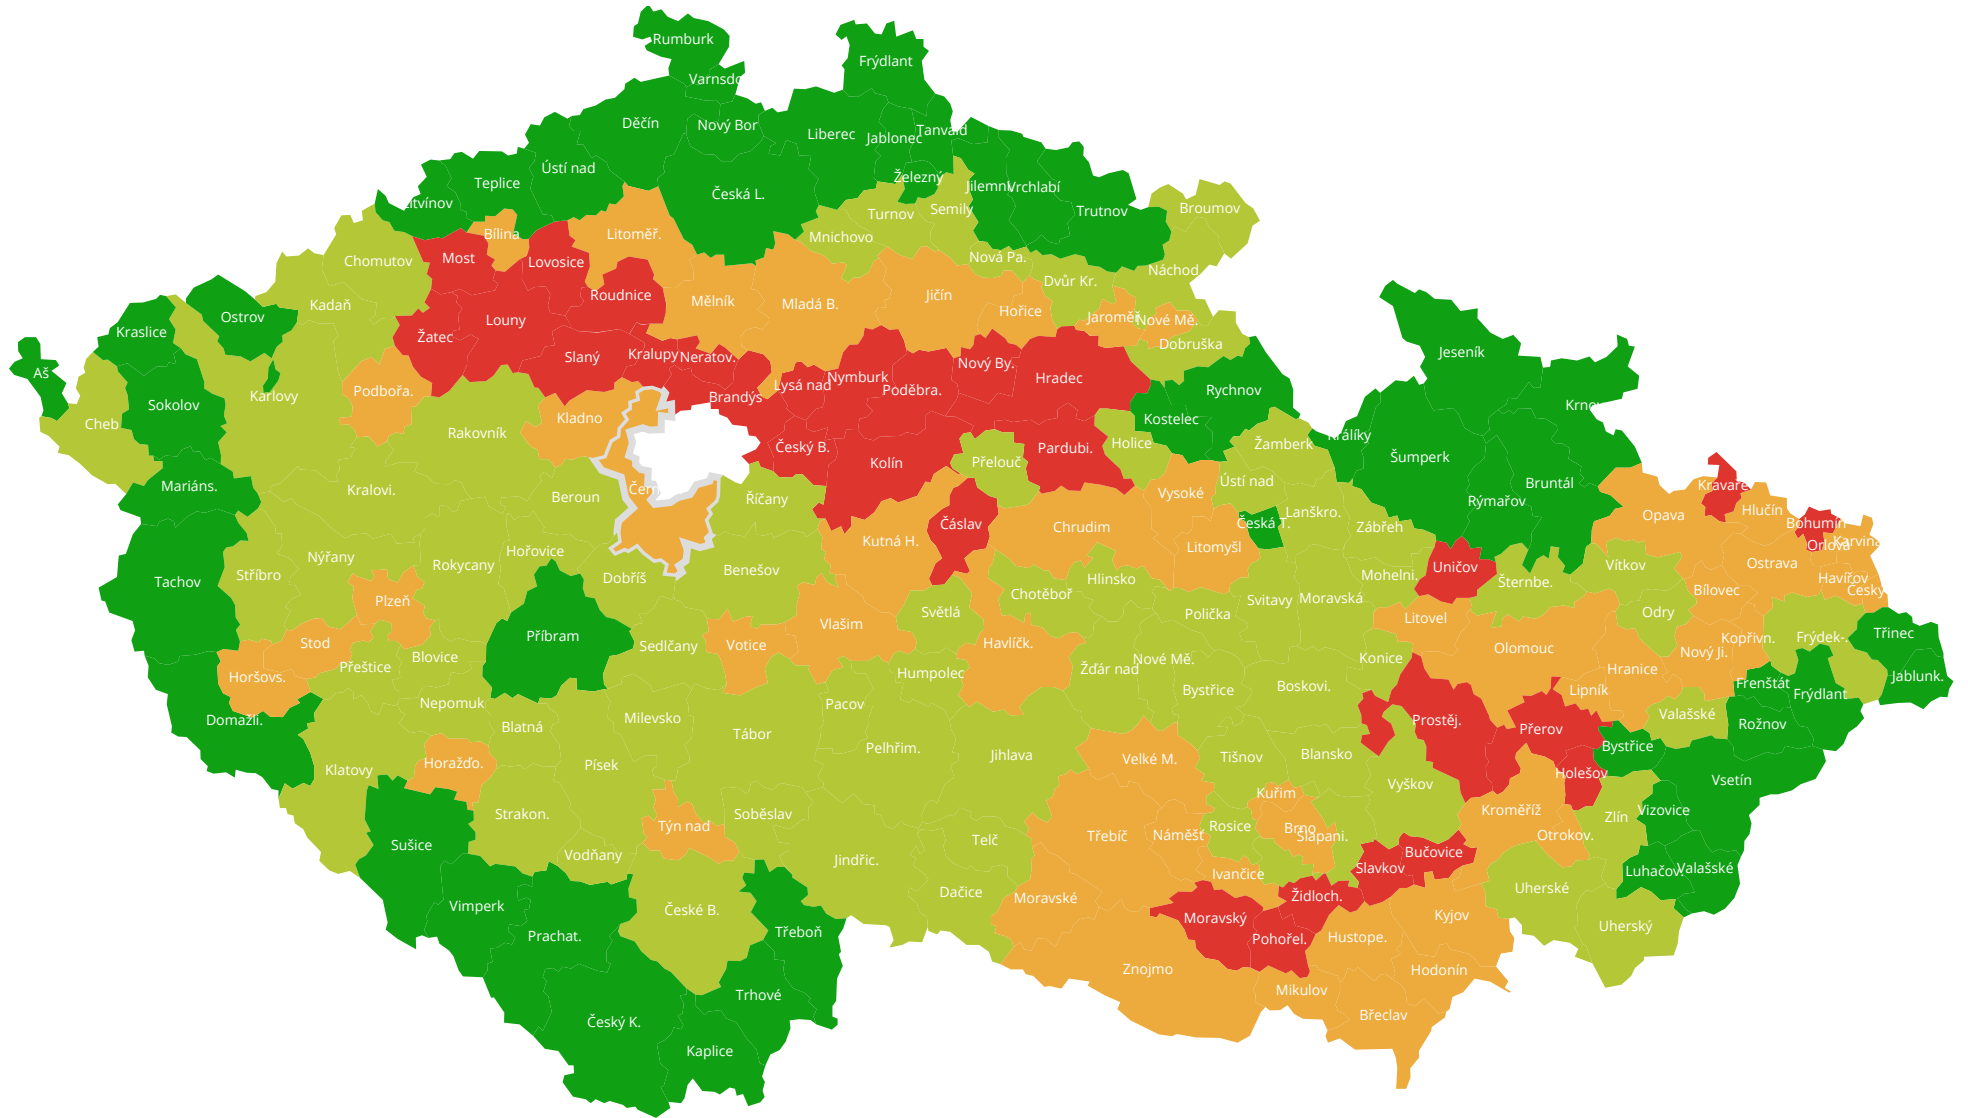 Rumburk
Varnsdo
Frýdlant
Děčín
Nový Bor
Liberec
Jablonec
Tanvald
Ústí nad
Teplice
Litvínov
Česká L.
Železný
Jilemni
Vrchlabí
Trutnov
Broumov
Semily
Turnov
Mnichovo
Bílina
Litoměř.
Most
Lovosice
Chomutov
Nová Pa.
Náchod
Dvůr Kr.
Kadaň
Roudnice
Mělník
Mladá B.
Jičín
Hořice
Jaroměř
Nové Mě.
Ostrov
Kraslice
Louny
Žatec
Slaný
Kralupy
Neratov.
Dobruška
Jeseník
Aš
Sokolov
Karlovy
Podbořa.
Brandýs
Lysá nad
Nymburk
Poděbra.
Nový By.
Hradec
Rychnov
Krnov
Cheb
Rakovník
Kladno
Český B.
Kolín
Přelouč
Pardubi.
Holice
Kostelec
Žamberk
Králíky
Šumperk
Mariáns.
Kralovi.
Beroun
Čern
Říčany
Vysoké
Ústí nad
Lanškro.
Česká T.
Rýmařov
Bruntál
Kravaře
Hlučín
Bohumín
Opava
Orlová
Karviná
Čáslav
Kutná H.
Chrudim
Litomyšl
Zábřeh
Tachov
Stříbro
Nýřany
Rokycany
Hořovice
Dobříš
Benešov
Chotěboř
Hlinsko
Mohelni.
Uničov
Šternbe.
Vítkov
Ostrava
Havířov
Český
Bílovec
Odry
Plzeň
Světlá
Polička
Svitavy
Moravská
Litovel
Stod
Příbram
Sedlčany
Votice
Vlašim
Havlíčk.
Olomouc
Kopřivn.
Nový Ji.
Frýdek-.
Třinec
Jablunk.
Horšovs.
Přeštice
Blovice
Humpolec
Žďár nad
Nové Mě.
Bystřice
Boskovi.
Konice
Hranice
Lipník
Frenštát
Frýdlant
Domažli.
Nepomuk
Blatná
Milevsko
Tábor
Pacov
Pelhřim.
Jihlava
Prostěj.
Přerov
Valašské
Rožnov
Bystřice
Klatovy
Horažďo.
Písek
Velké M.
Tišnov
Blansko
Vyškov
Holešov
Vsetín
Strakon.
Týn nad
Soběslav
Kuřim
Kroměříž
Zlín
Vizovice
Sušice
Vodňany
Jindřic.
Telč
Třebíč
Náměšť
Rosice
Brno
Šlapani.
Otrokov.
Slavkov
Bučovice
Luhačov.
Valašské
Vimperk
České B.
Dačice
Moravské
Ivančice
Židloch.
Uherské
Prachat.
Třeboň
Moravský
Pohořel.
Hustope.
Kyjov
Uherský
Trhové
Znojmo
Mikulov
Hodonín
Český K.
Kaplice
Břeclav